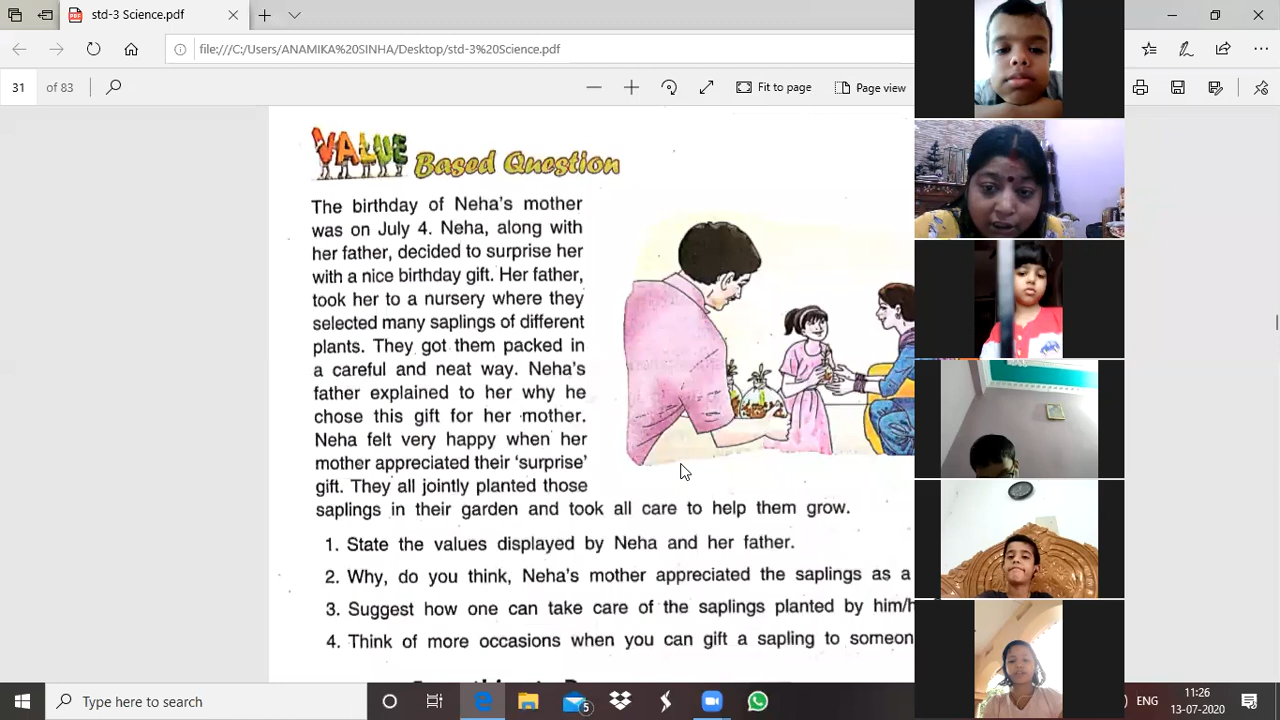 std-3 Science.pdf
file:///C:/Users/ANAMIKA%20SINHA/Desktop/std-3%20Science.pdf
31 of 83
Fit to page
Page view
VALUE Based Question
The birthday of Neha's mother
was on July 4. Neha, along with
her father, decided to surprise her
with a nice birthday gift. Her father,
took her to a nursery where they
selected many saplings of different
plants. They got them packed in
a careful and neat way. Neha's
father explained to her why he
chose this gift for her mother.
Neha felt very happy when her
mother appreciated their 'surprise'
gift. They all jointly planted those
saplings in their garden and took all care to help them grow.
1. State the values displayed by Neha and her father.
2. Why, do you think, Neha's mother appreciated the saplings as a
3. Suggest how one can take care of the saplings planted by him/h
4. Think of more occasions when you can gift a sapling to someon
Type here to search
5
ENG
11:26
13-07-2020